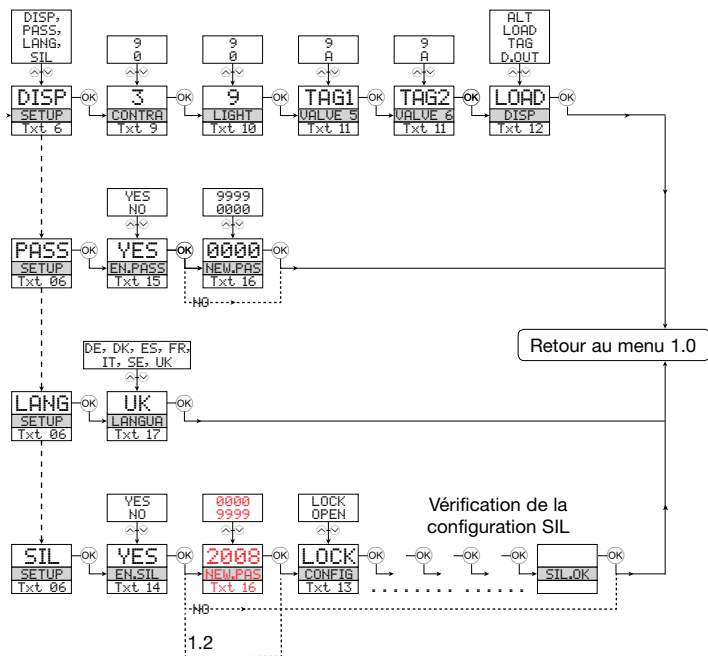 DISP,
PASS,
LANG,
SIL
9
0
9
0
9
A
9
A
ALT
LOAD
TAG
D.OUT
DISP
SETUP
Txt 6
OK
3
CONTRA
Txt 9
OK
9
LIGHT
Txt 10
OK
TAG1
VALVE 5
Txt 11
OK
TAG2
VALVE 6
Txt 11
OK
LOAD
DISP
Txt 12
OK
YES
NO
9999
0000
PASS
SETUP
Txt 06
OK
YES
EN.PASS
Txt 15
OK
0000
NEW.PAS
Txt 16
OK
NO
Retour au menu 1.0
DE, DK, ES, FR,
IT, SE, UK
LANG
SETUP
Txt 06
OK
UK
LANGUA
Txt 17
OK
YES
NO
0000
9999
LOCK
OPEN
Vérification de la
configuration SIL
SIL
SETUP
Txt 06
OK
YES
EN.SIL
Txt 14
OK
2008
NEW.PAS
Txt 16
OK
LOCK
CONFIG
Txt 13
OK
OK
OK
OK
SIL.OK
OK
NO
1.2